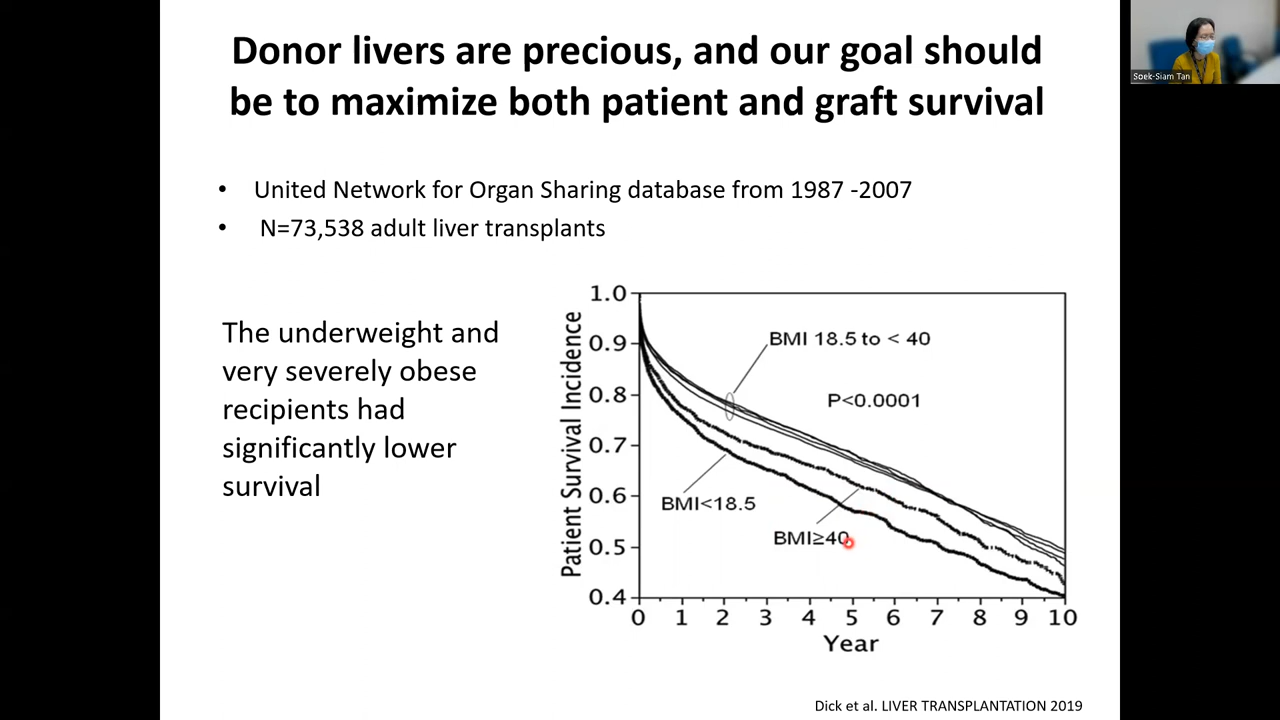 Donor livers are precious, and our goal should
be to maximize both patient and graft survival
Soek-Siam Tan
• United Network for Organ Sharing database from 1987 -2007
• N=73,538 adult liver transplants
The underweight and
very severely obese
recipients had
significantly lower
survival
Patient Survival Incidence
1.0
0.9
0.8
0.7
0.6
0.5
0.4
BMI 18.5 to < 40
P<0.0001
BMI<18.5
BMI≥40
0 1 2 3 4 5 6 7 8 9 10
Year
Dick et al. LIVER TRANSPLANTATION 2019